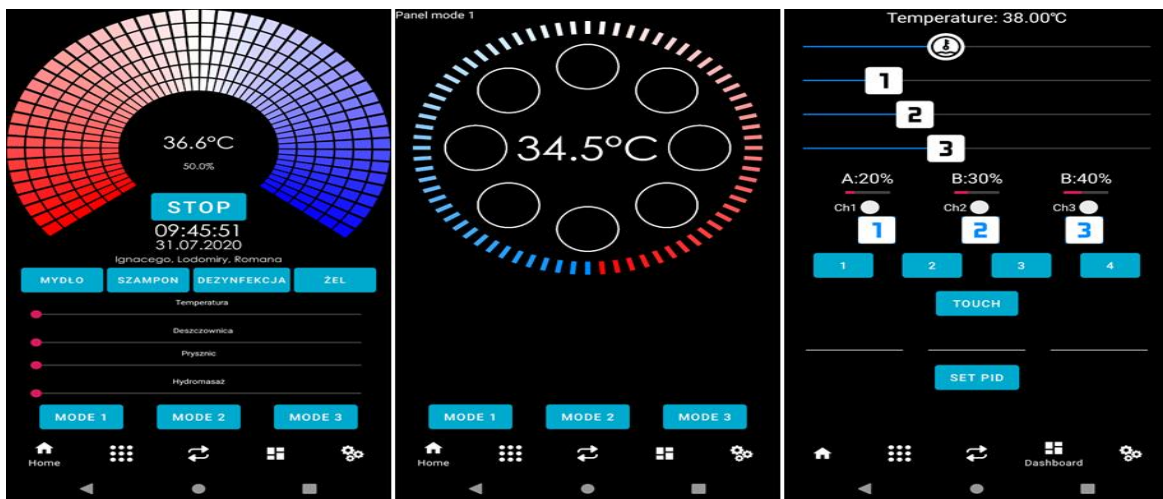 36.6°C
50.0%
STOP
09:45:51
31.07.2020
Ignacego, Lodomiry, Romana
MYDŁO SZAMPON DEZYNFEKCJA ŻEL
Temperatura
Deszczownica
Prysznic
Hydromasaż
MODE 1 MODE 2 MODE 3
Home
Panel mode 1
34.5°C
MODE 1 MODE 2 MODE 3
Home
Temperature: 38.00°C
1
2
3
A:20% B:30% B:40%
Ch1 Ch2 Ch3
1 2 3
1 2 3 4
TOUCH
SET PID
Dashboard